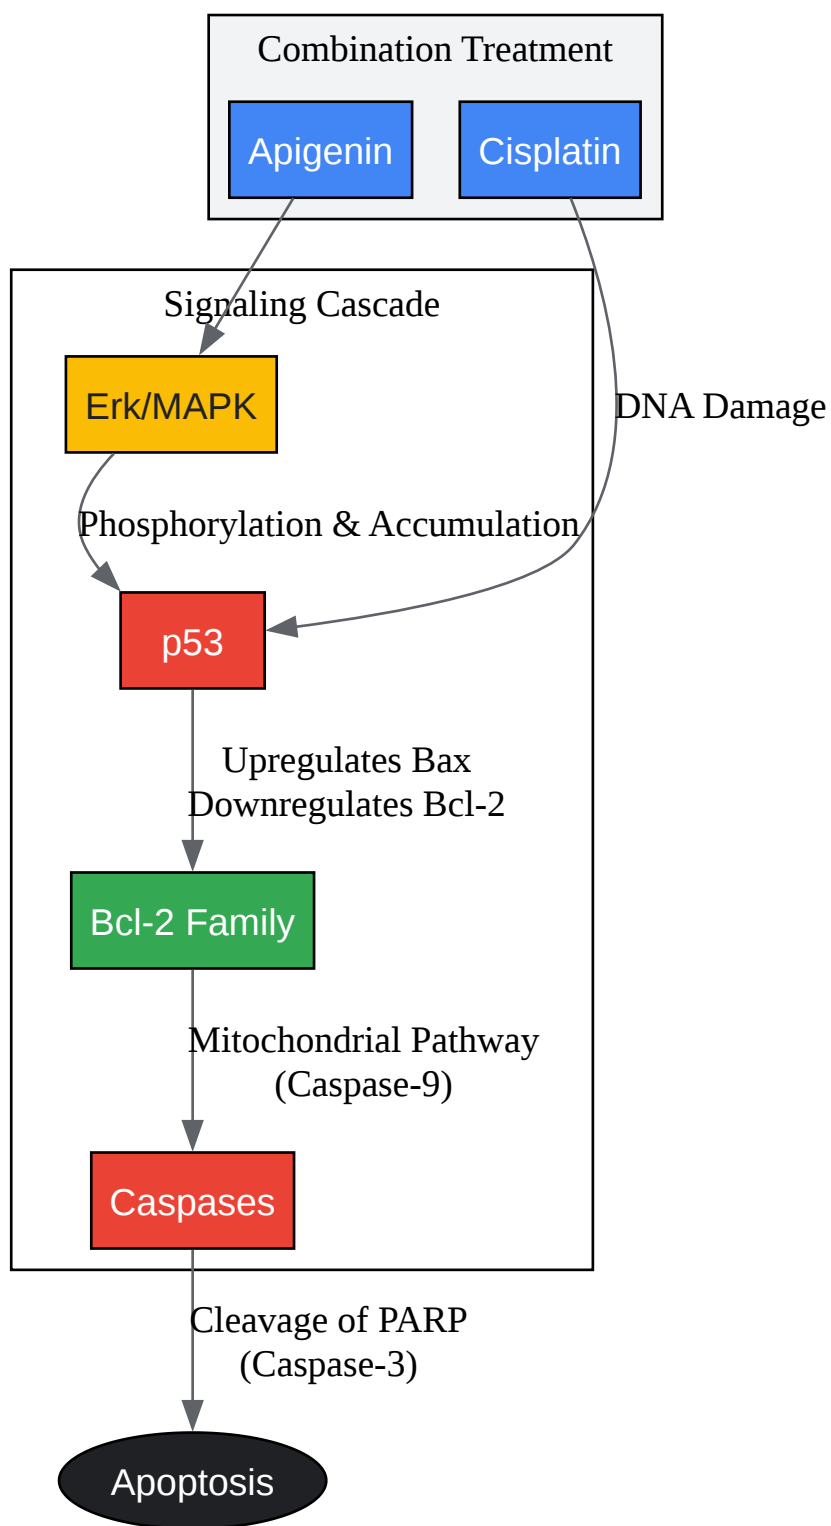 Combination Treatment
Apigenin
Cisplatin
Signaling Cascade
Erk/MAPK
DNA Damage
Phosphorylation & Accumulation
p53
Upregulates Bax
Downregulates Bcl-2
Bcl-2 Family
Mitochondrial Pathway
(Caspase-9)
Caspases
Cleavage of PARP
(Caspase-3)
Apoptosis